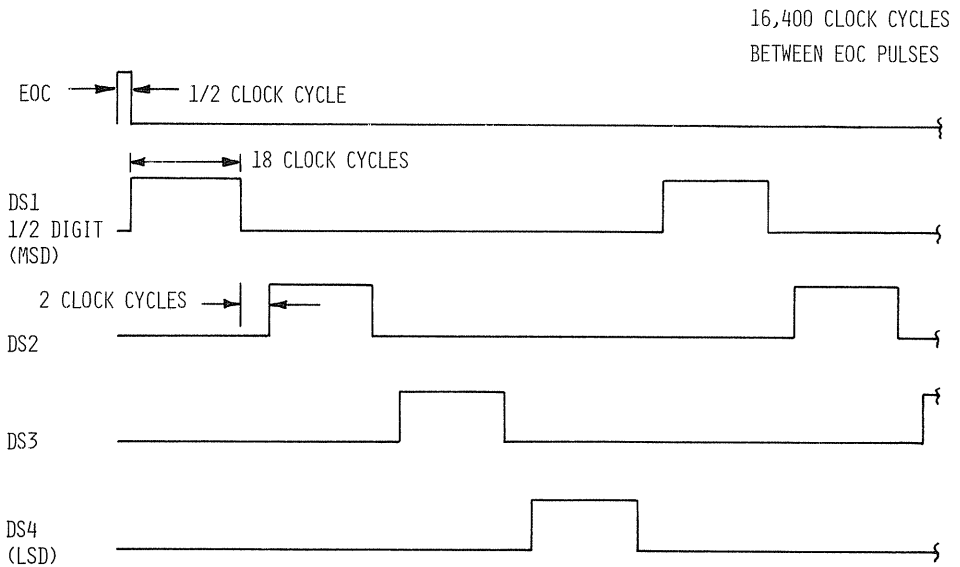 16,400 CLOCK CYCLES
BETWEEN EOC PULSES
EOC
1/2 CLOCK CYCLE
18 CLOCK CYCLES
DS1
1/2 DIGIT
(MSD)
2 CLOCK CYCLES
DS2
DS3
DS4
(LSD)